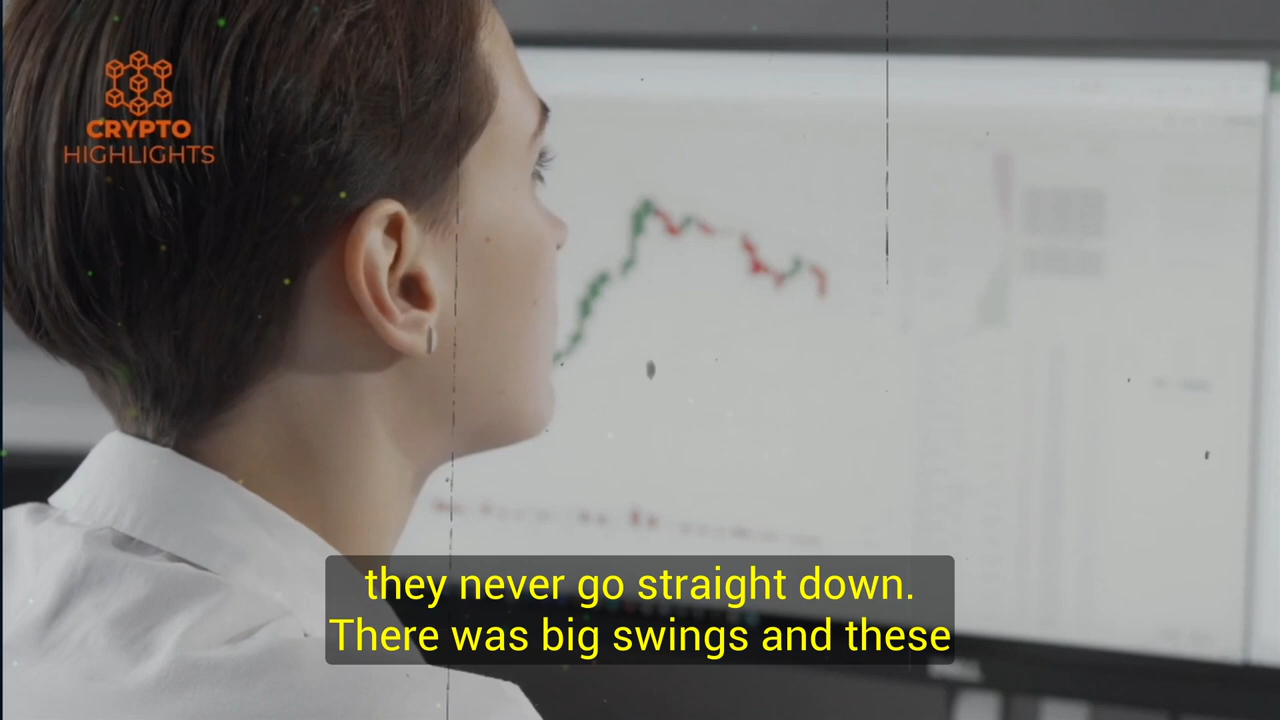 CRYPTO
HIGHLIGHTS
they never go straight down.
There was big swings and these